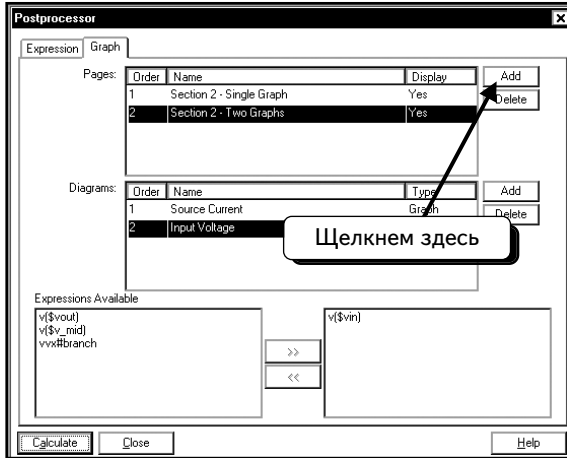 Postprocessor
Expression Graph
Pages: Order Name Display Add
1 Section 2 - Single Graph Yes
Delete
2 Section 2 - Two Graphs Yes
Diagrams: Order Name Type Add
1 Source Current Graph
Delete
2 Input Voltage
Щелкнем здесь
Expressions Available
v($vout) v($vin)
v($v_mid)
vvx#branch
>>
<<
Calculate Close Help